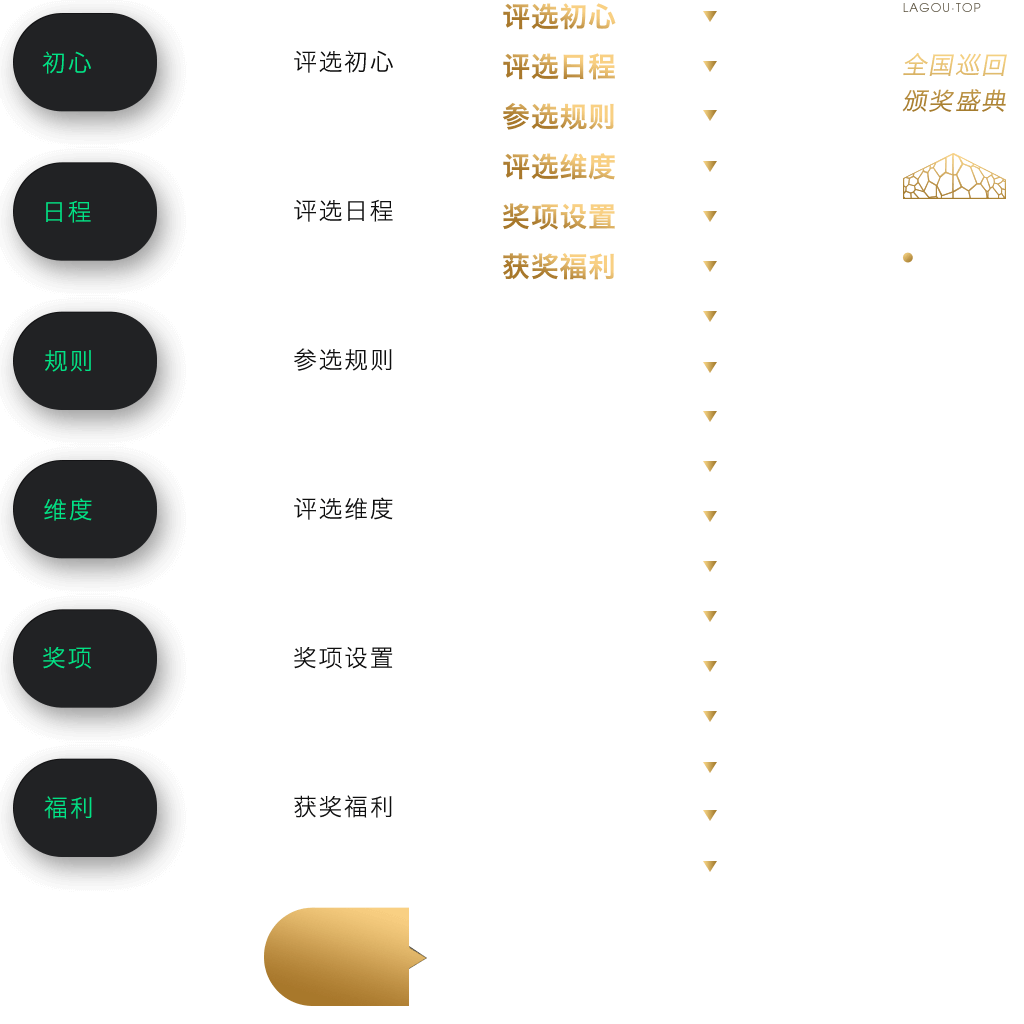 初心
日程
规则
维度
奖项
福利
评选初心
评选日程
参选规则
评选维度
奖项设置
获奖福利
评选初心
评选日程
参选规则
评选维度
奖项设置
获奖福利
LAGOU·TOP
全国巡回
颁奖盛典